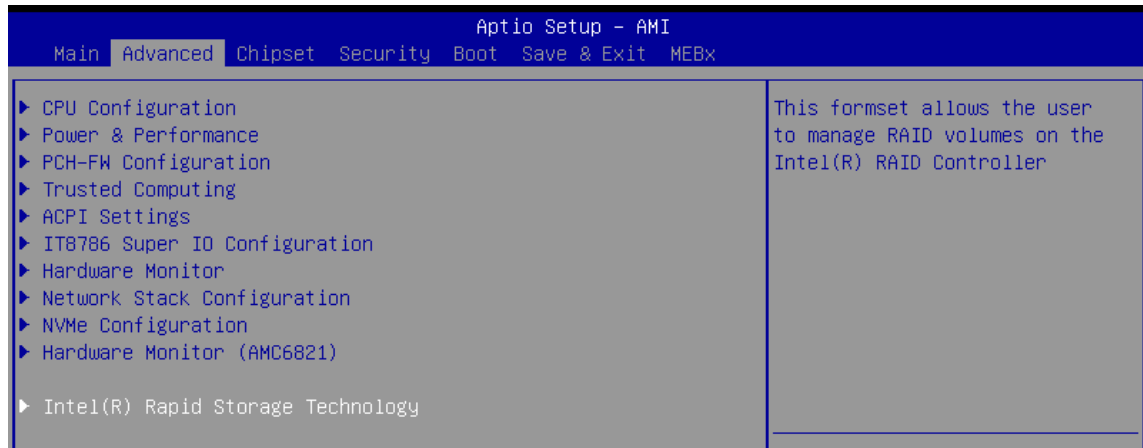 Aptio Setup – AMI
Main Advanced Chipset Security Boot Save & Exit MEBx
CPU Configuration
Power & Performance
PCH-FW Configuration
Trusted Computing
ACPI Settings
IT8786 Super IO Configuration
Hardware Monitor
Network Stack Configuration
NVMe Configuration
Hardware Monitor (AMC6821)
Intel(R) Rapid Storage Technology
This formset allows the user
to manage RAID volumes on the
Intel(R) RAID Controller